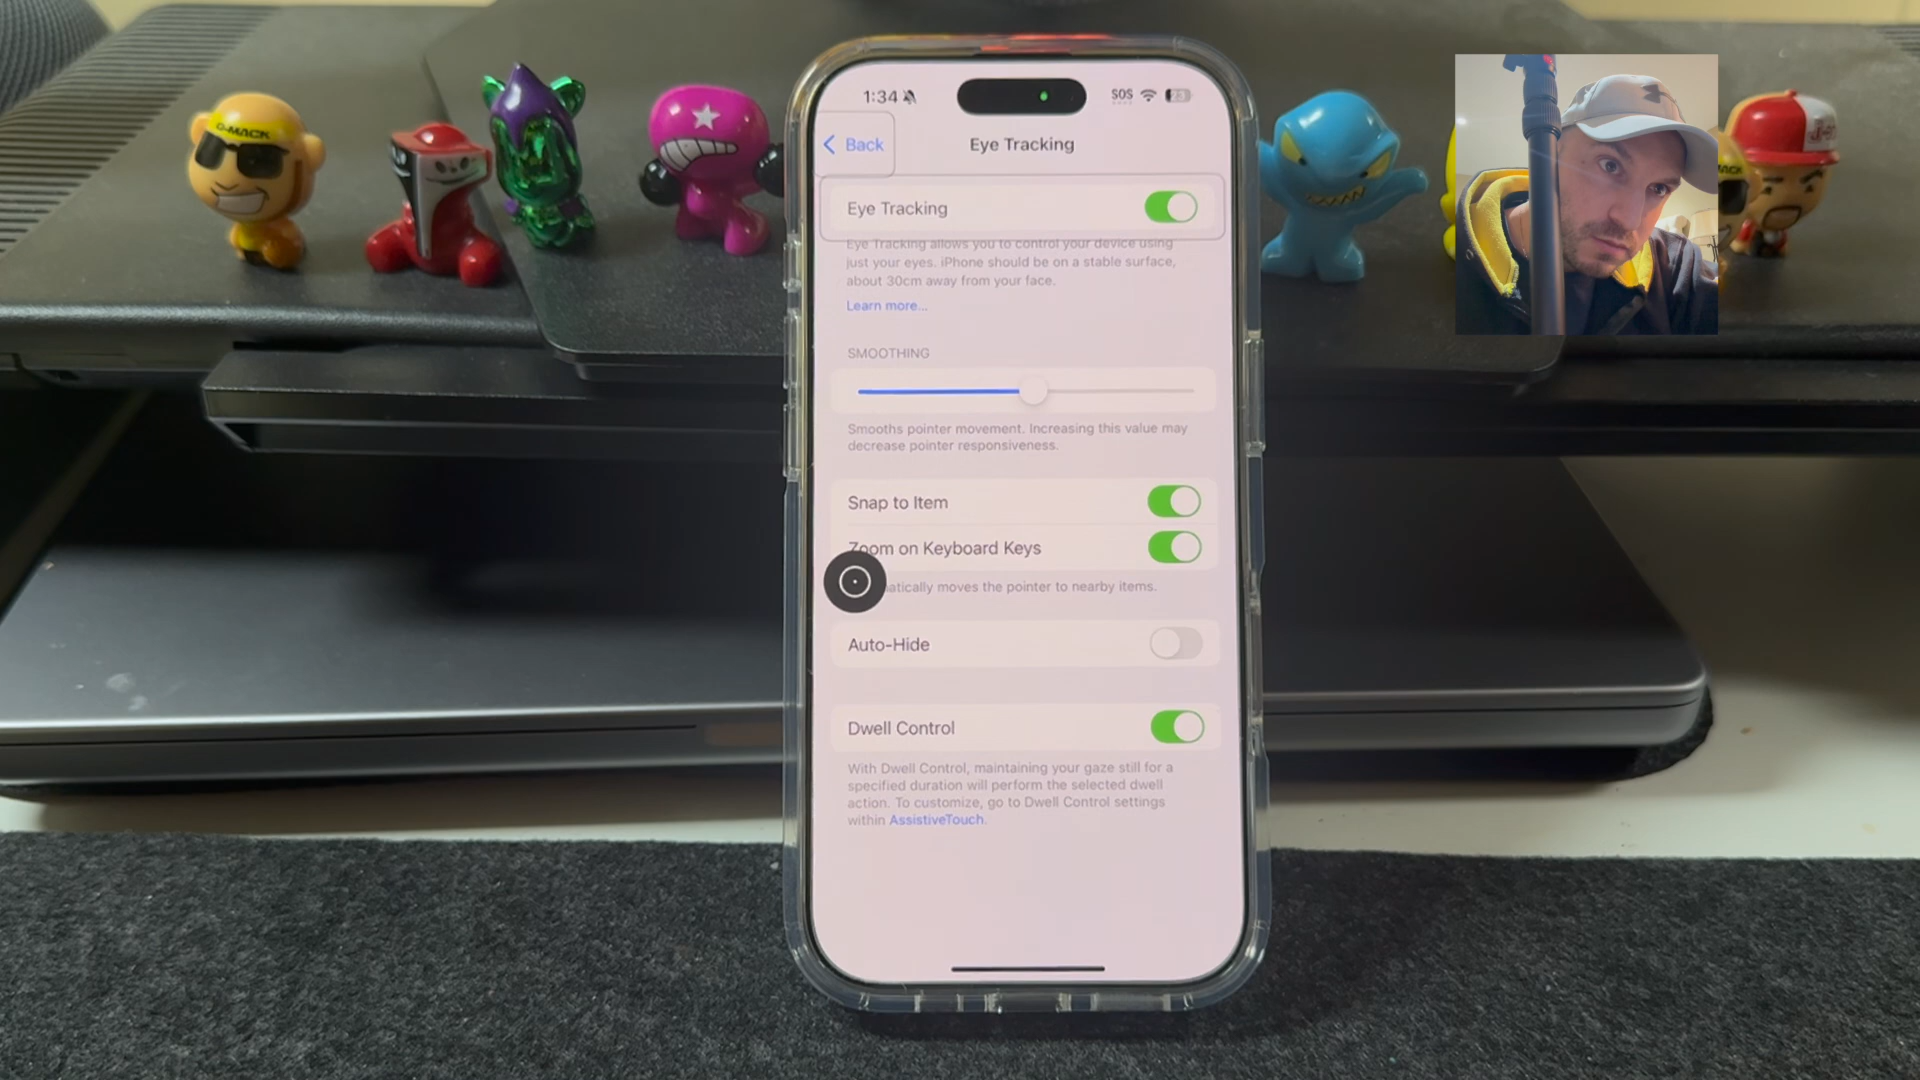 1:34
SOS
23
Back
Eye Tracking
Eye Tracking
Eye Tracking allows you to control your device using
just your eyes. iPhone should be on a stable surface,
about 30cm away from your face.
Learn more...
SMOOTHING
Smooths pointer movement. Increasing this value may
decrease pointer responsiveness.
Snap to Item
Zoom on Keyboard Keys
atically moves the pointer to nearby items.
Auto-Hide
Dwell Control
With Dwell Control, maintaining your gaze still for a
specified duration will perform the selected dwell
action. To customize, go to Dwell Control settings
within AssistiveTouch.